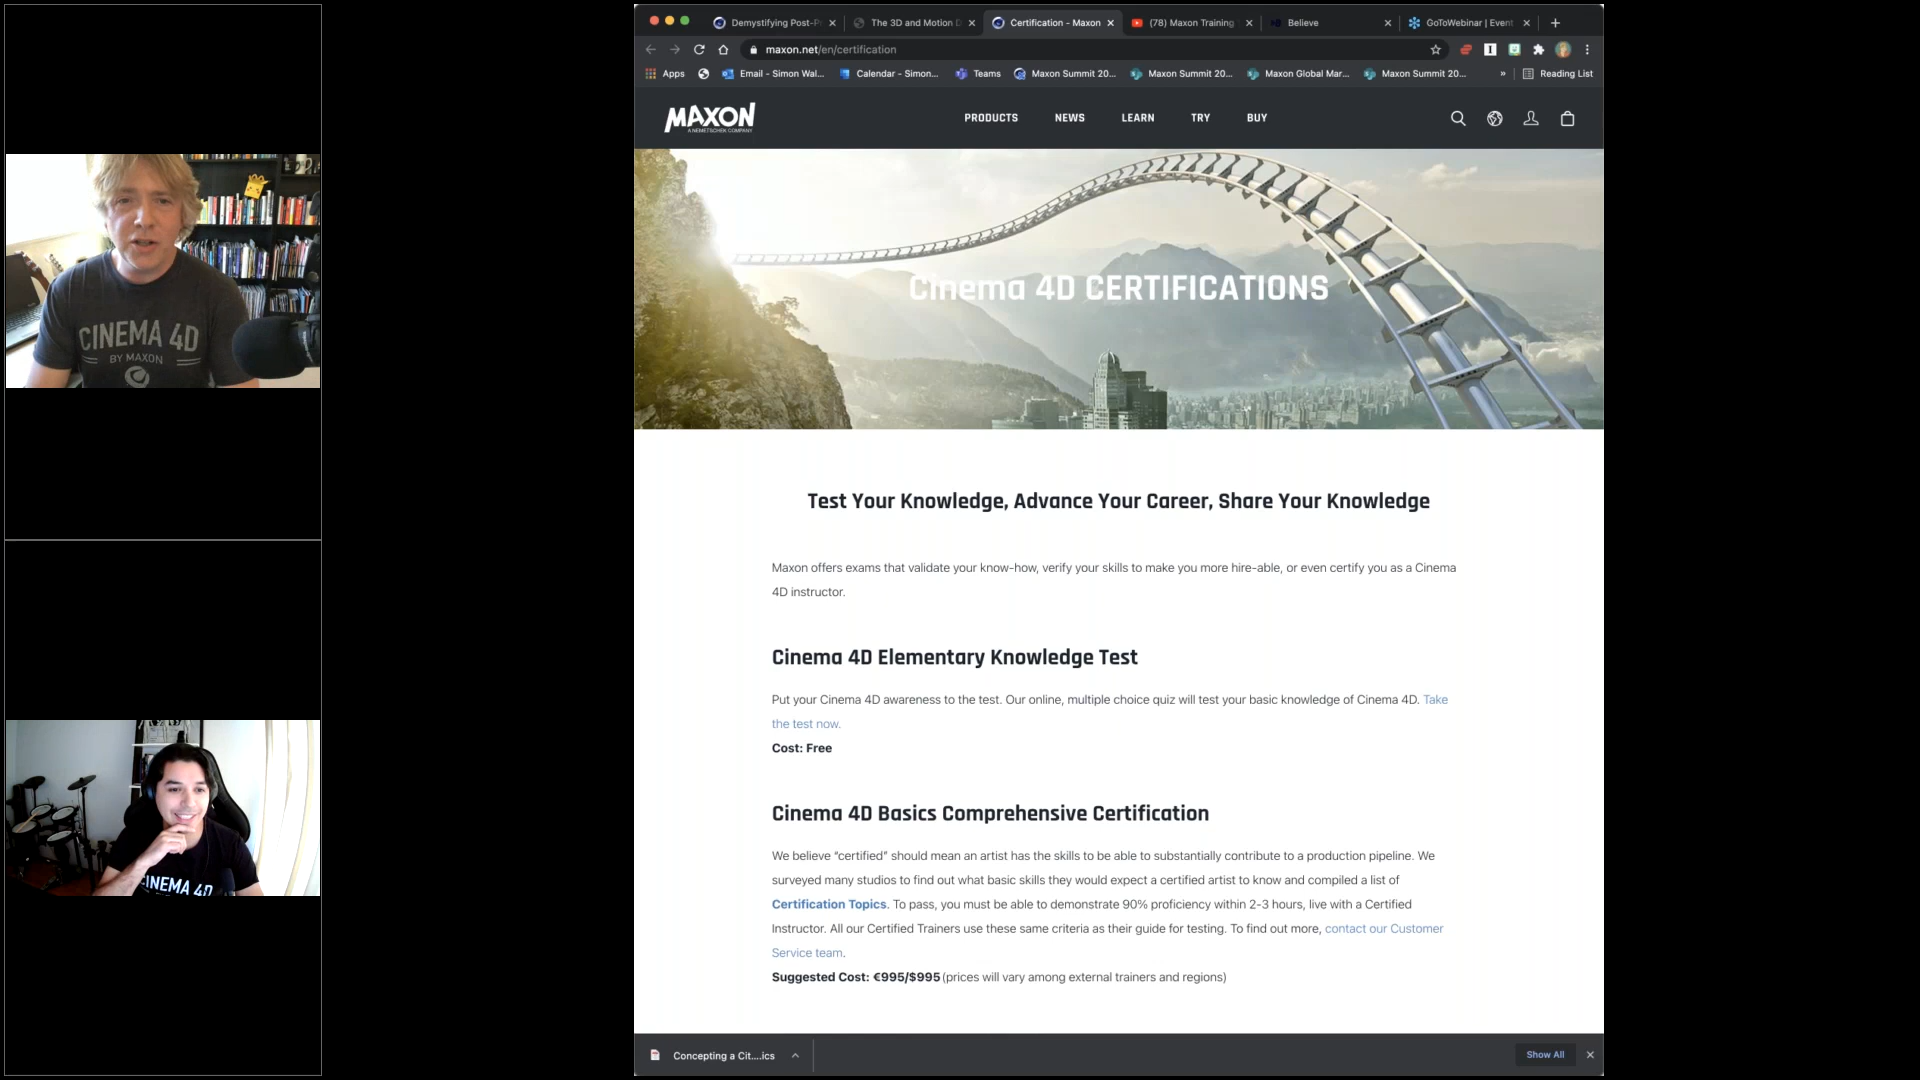 CINEMA 4D
BY MAXON
CINEMA 4D
Demystifying Post-P
The 3D and Motion D
Certification - Maxon
(78) Maxon Training
Believe
GoToWebinar | Event
maxon.net/en/certification
Apps
Email - Simon Wal...
Calendar - Simon...
Teams
Maxon Summit 20...
Maxon Summit 20...
Maxon Global Mar...
Maxon Summit 20...
»
Reading List
MAXON
A NEMETSCHEK COMPANY
PRODUCTS
NEWS
LEARN
TRY
BUY
Cinema 4D CERTIFICATIONS
Test Your Knowledge, Advance Your Career, Share Your Knowledge
Maxon offers exams that validate your know-how, verify your skills to make you more hire-able, or even certify you as a Cinema
4D instructor.
Cinema 4D Elementary Knowledge Test
Put your Cinema 4D awareness to the test. Our online, multiple choice quiz will test your basic knowledge of Cinema 4D. Take
the test now.
Cost: Free
Cinema 4D Basics Comprehensive Certification
We believe “certified” should mean an artist has the skills to be able to substantially contribute to a production pipeline. We
surveyed many studios to find out what basic skills they would expect a certified artist to know and compiled a list of
Certification Topics. To pass, you must be able to demonstrate 90% proficiency within 2-3 hours, live with a Certified
Instructor. All our Certified Trainers use these same criteria as their guide for testing. To find out more, contact our Customer
Service team.
Suggested Cost: €995/$995 (prices will vary among external trainers and regions)
Concepting a Cit....ics
Show All